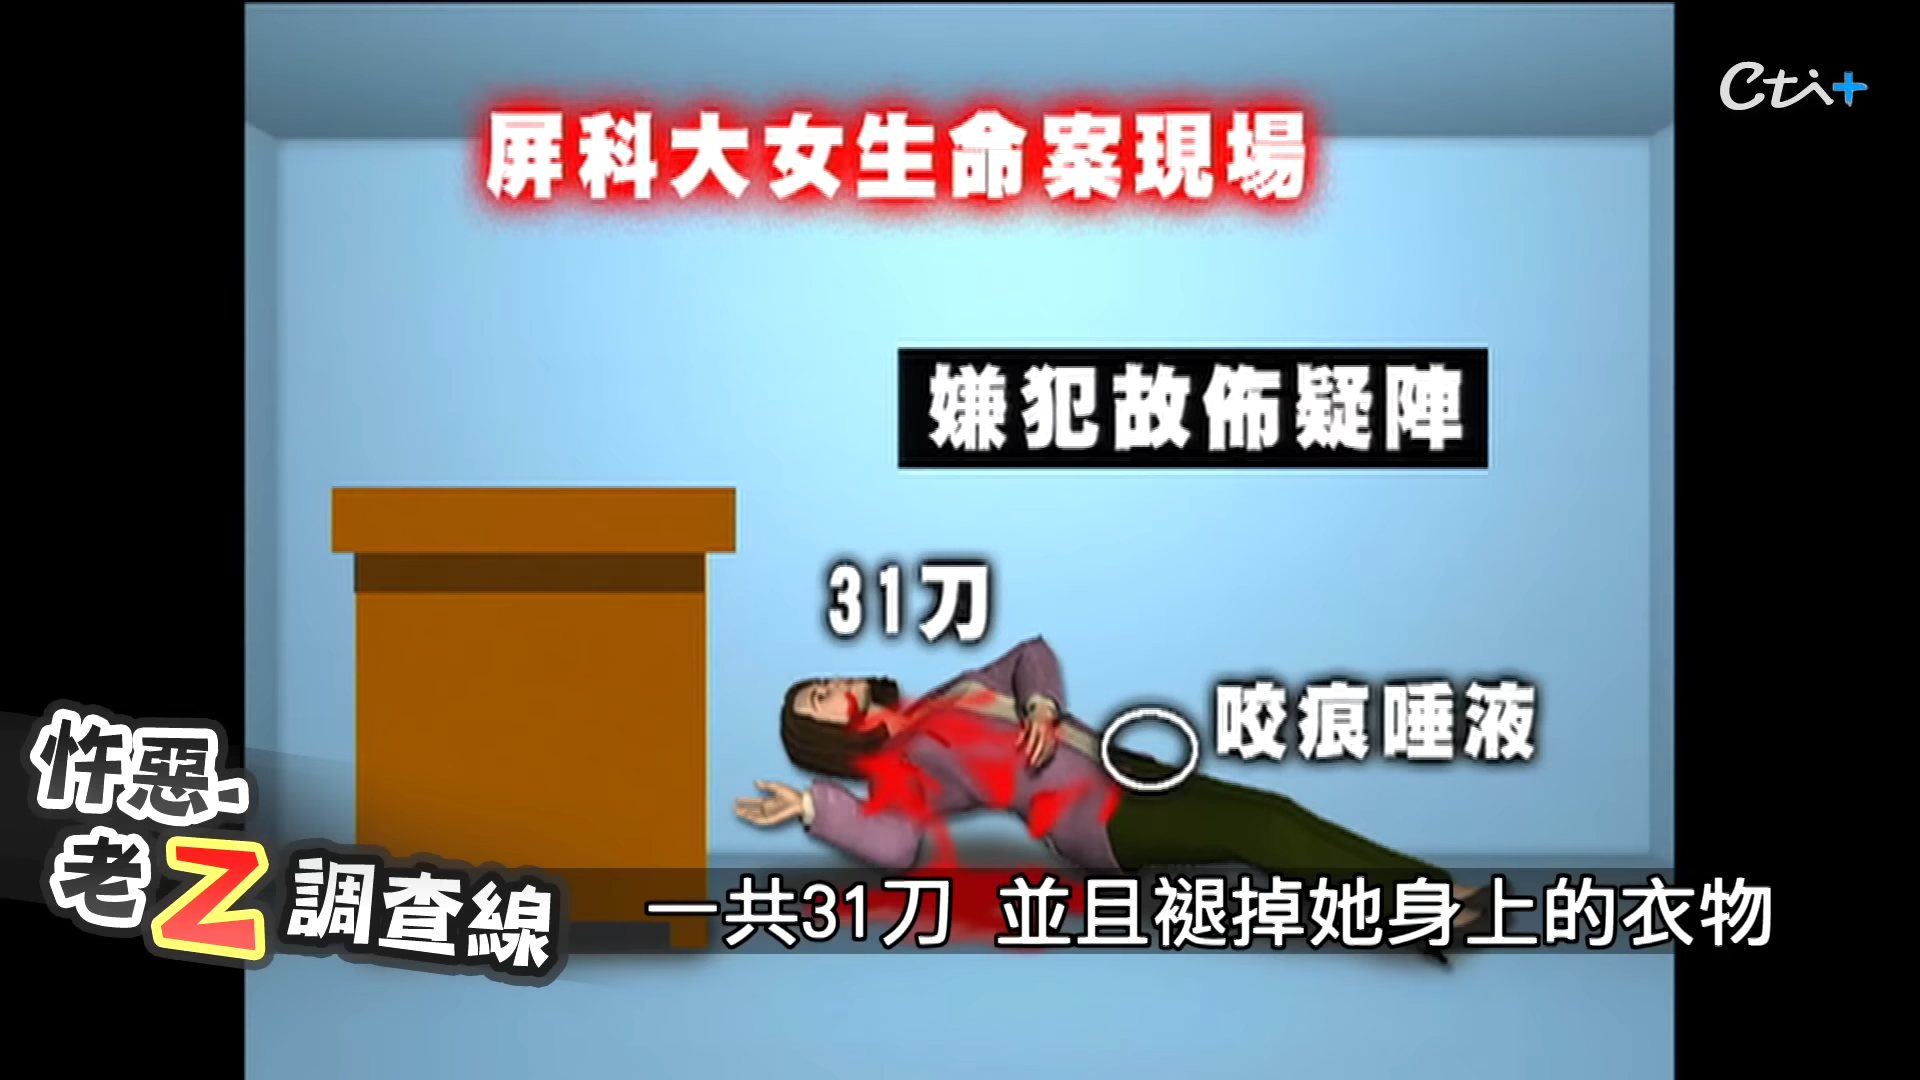 Cti+
屏科大女生命案現場
嫌犯故佈疑陣
31刀
咬痕唾液
忤惡-
老Z調查線
一共31刀 並且褪掉她身上的衣物